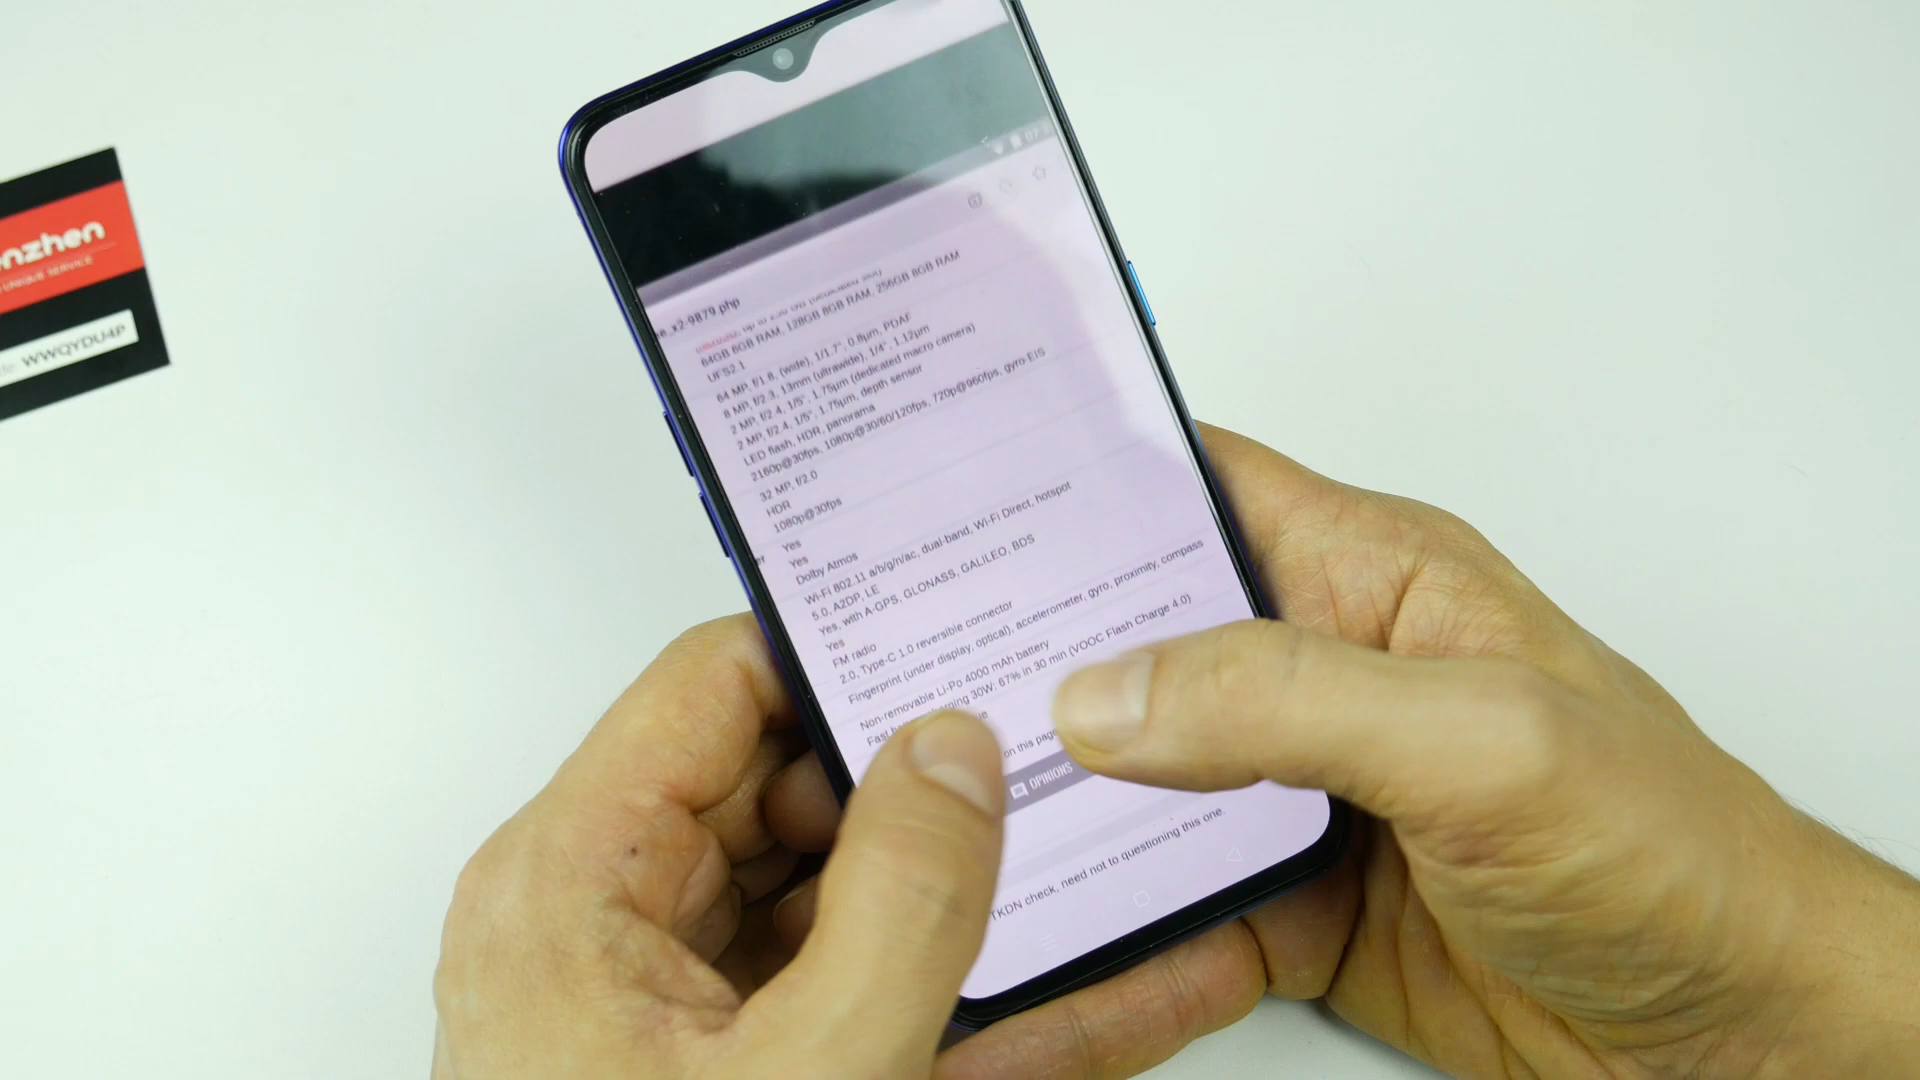 nzhen
UNIQUE SERVICE
WWQYDU4P
e_x2-9879.php
64GB 6GB RAM, 128GB 8GB RAM, 256GB 8GB RAM
UFS2.1
64 MP, f/1.8, (wide), 1/1.7", 0.8µm, PDAF
8 MP, f/2.3, 13mm (ultrawide), 1/4", 1.12µm
2 MP, f/2.4, 1/5", 1.75µm (dedicated macro camera)
2 MP, f/2.4, 1/5", 1.75µm, depth sensor
LED flash, HDR, panorama
2160p@30fps, 1080p@30/60/120fps, 720p@960fps, gyro-EIS
32 MP, f/2.0
HDR
1080p@30fps
er Yes
Yes
Dolby Atmos
Wi-Fi 802.11 a/b/g/n/ac, dual-band, Wi-Fi Direct, hotspot
5.0, A2DP, LE
Yes, with A-GPS, GLONASS, GALILEO, BDS
Yes
FM radio
2.0, Type-C 1.0 reversible connector
Fingerprint (under display, optical), accelerometer, gyro, proximity, compass
Non-removable Li-Po 4000 mAh battery
Fast 30W: 67% in 30 min (VOOC Flash Charge 4.0)
on this page
OPINIONS
TKDN check, need not to questioning this one.